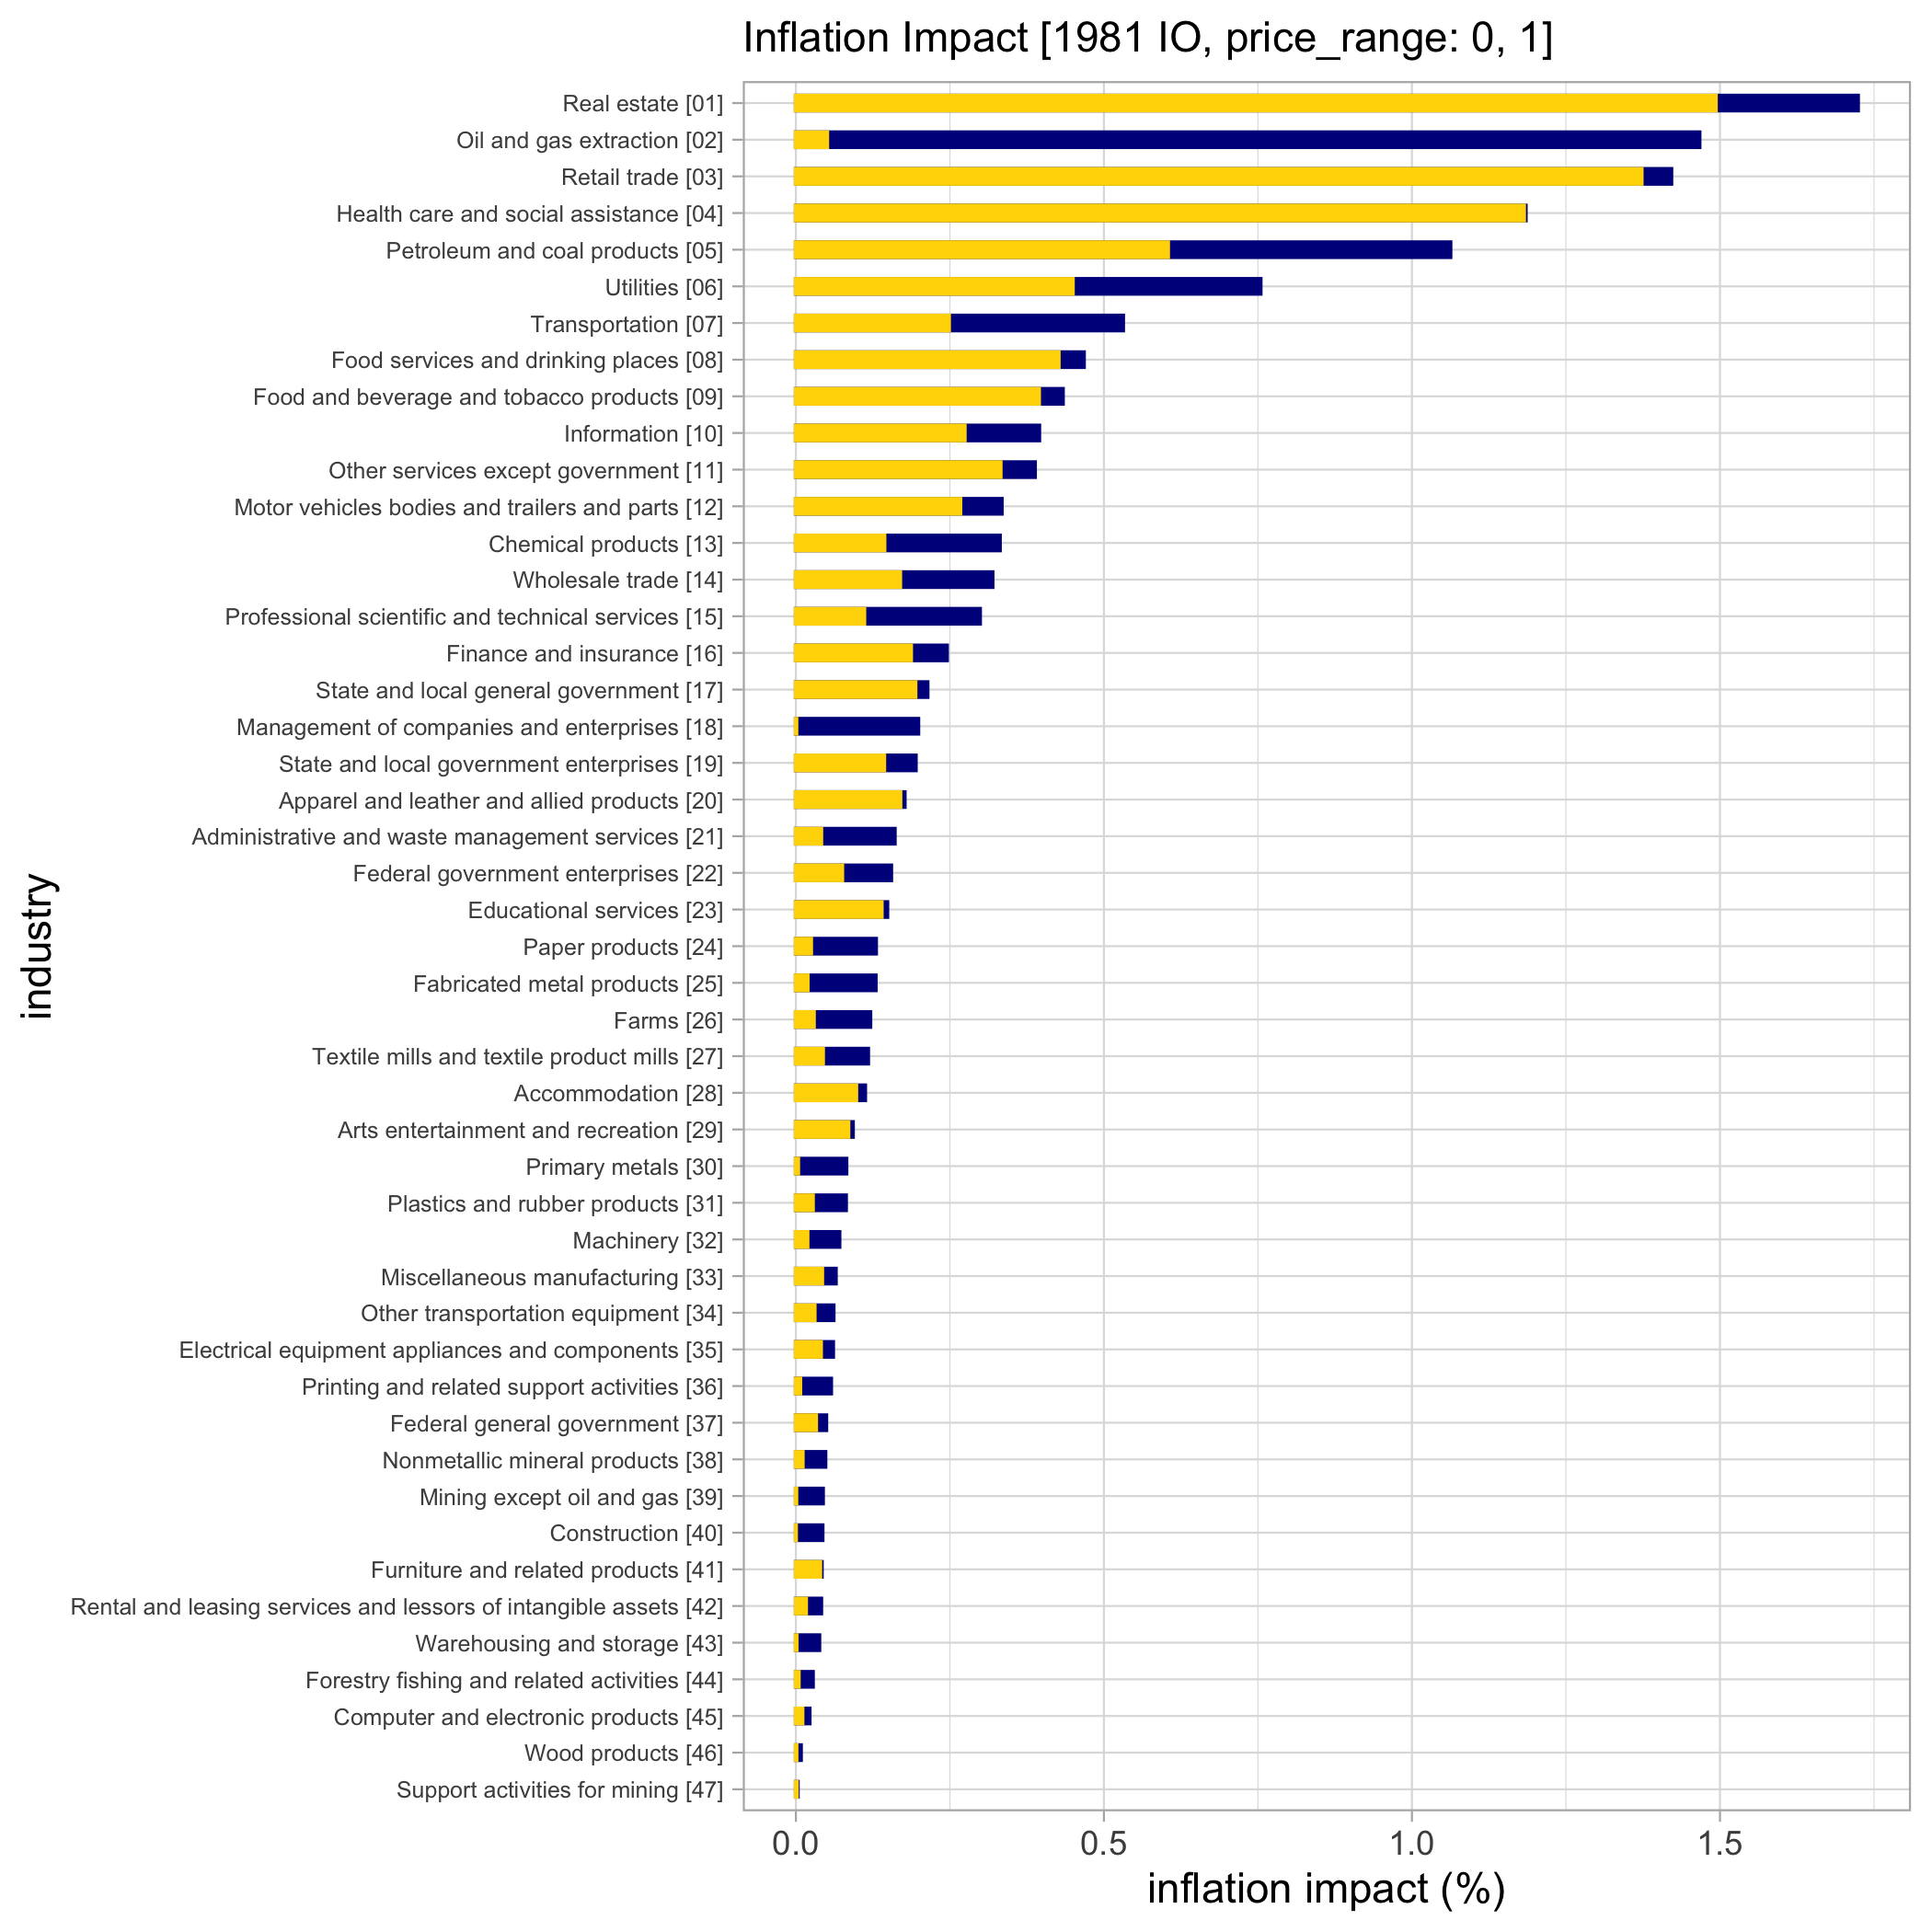 Inflation Impact [1981 IO, price_range: 0, 1]
industry
Real estate [01]
Oil and gas extraction [02]
Retail trade [03]
Health care and social assistance [04]
Petroleum and coal products [05]
Utilities [06]
Transportation [07]
Food services and drinking places [08]
Food and beverage and tobacco products [09]
Information [10]
Other services except government [11]
Motor vehicles bodies and trailers and parts [12]
Chemical products [13]
Wholesale trade [14]
Professional scientific and technical services [15]
Finance and insurance [16]
State and local general government [17]
Management of companies and enterprises [18]
State and local government enterprises [19]
Apparel and leather and allied products [20]
Administrative and waste management services [21]
Federal government enterprises [22]
Educational services [23]
Paper products [24]
Fabricated metal products [25]
Farms [26]
Textile mills and textile product mills [27]
Accommodation [28]
Arts entertainment and recreation [29]
Primary metals [30]
Plastics and rubber products [31]
Machinery [32]
Miscellaneous manufacturing [33]
Other transportation equipment [34]
Electrical equipment appliances and components [35]
Printing and related support activities [36]
Federal general government [37]
Nonmetallic mineral products [38]
Mining except oil and gas [39]
Construction [40]
Furniture and related products [41]
Rental and leasing services and lessors of intangible assets [42]
Warehousing and storage [43]
Forestry fishing and related activities [44]
Computer and electronic products [45]
Wood products [46]
Support activities for mining [47]
0.0 0.5 1.0 1.5
inflation impact (%)